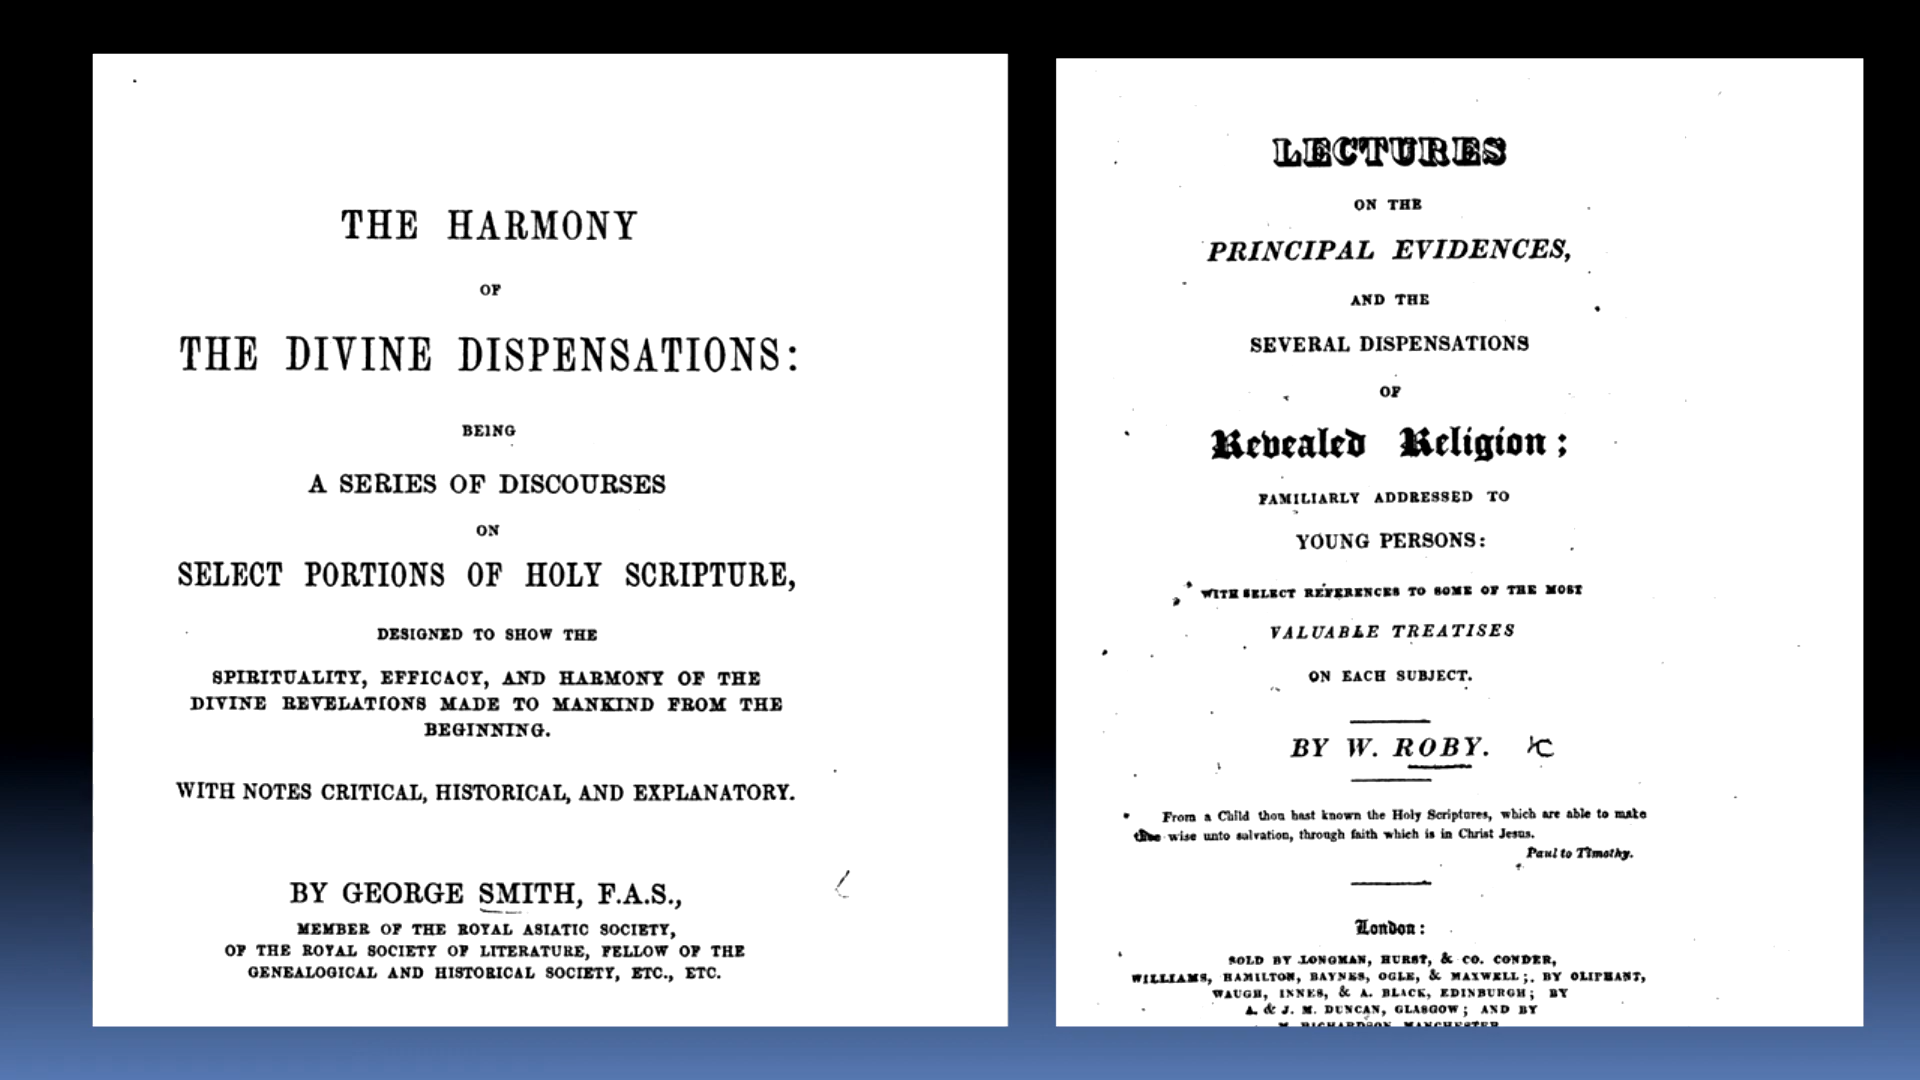 THE HARMONY
OF
THE DIVINE DISPENSATIONS:
BEING
A SERIES OF DISCOURSES
ON
SELECT PORTIONS OF HOLY SCRIPTURE,
DESIGNED TO SHOW THE
SPIRITUALITY, EFFICACY, AND HARMONY OF THE
DIVINE REVELATIONS MADE TO MANKIND FROM THE
BEGINNING.
WITH NOTES CRITICAL, HISTORICAL, AND EXPLANATORY.
BY GEORGE SMITH, F.A.S.,
MEMBER OF THE ROYAL ASIATIC SOCIETY,
OF THE ROYAL SOCIETY OF LITERATURE, FELLOW OF THE
GENEALOGICAL AND HISTORICAL SOCIETY, ETC., ETC.
LECTURES
ON THE
PRINCIPAL EVIDENCES,
AND THE
SEVERAL DISPENSATIONS
OF
Revealed Religion;
FAMILIARLY ADDRESSED TO
YOUNG PERSONS:
WITH SELECT REFERENCES TO SOME OF THE MOST
VALUABLE TREATISES
ON EACH SUBJECT.
BY W. ROBY.
From a Child thou hast known the Holy Scriptures, which are able to make
thee wise unto salvation, through faith which is in Christ Jesus.
Paul to Timothy.
London:
SOLD BY LONGMAN, HURST, & CO. CONDER,
WILLIAMS, HAMILTON, BAYNES, OGLE, & MAXWELL; BY OLIPHANT,
WAUGH, INNES, & A. BLACK, EDINBURGH; BY
A. & J. M. DUNCAN, GLASGOW; AND BY